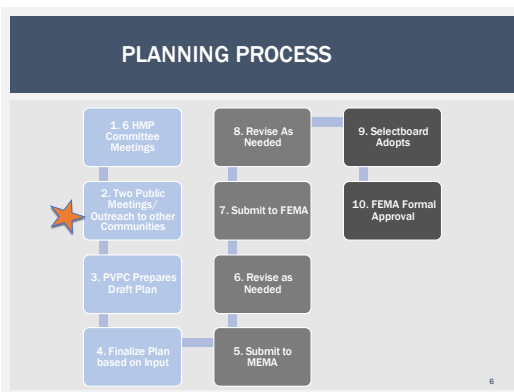 PLANNING PROCESS
1. 6 HMP
Committee
Meetings
2. Two Public
Meetings/
Outreach to other
Communities
3. PVPC Prepares
Draft Plan
4. Finalize Plan
based on Input
5. Submit to
MEMA
6. Revise as
Needed
7. Submit to FEMA
8. Revise As
Needed
9. Selectboard
Adopts
10. FEMA Formal
Approval
6